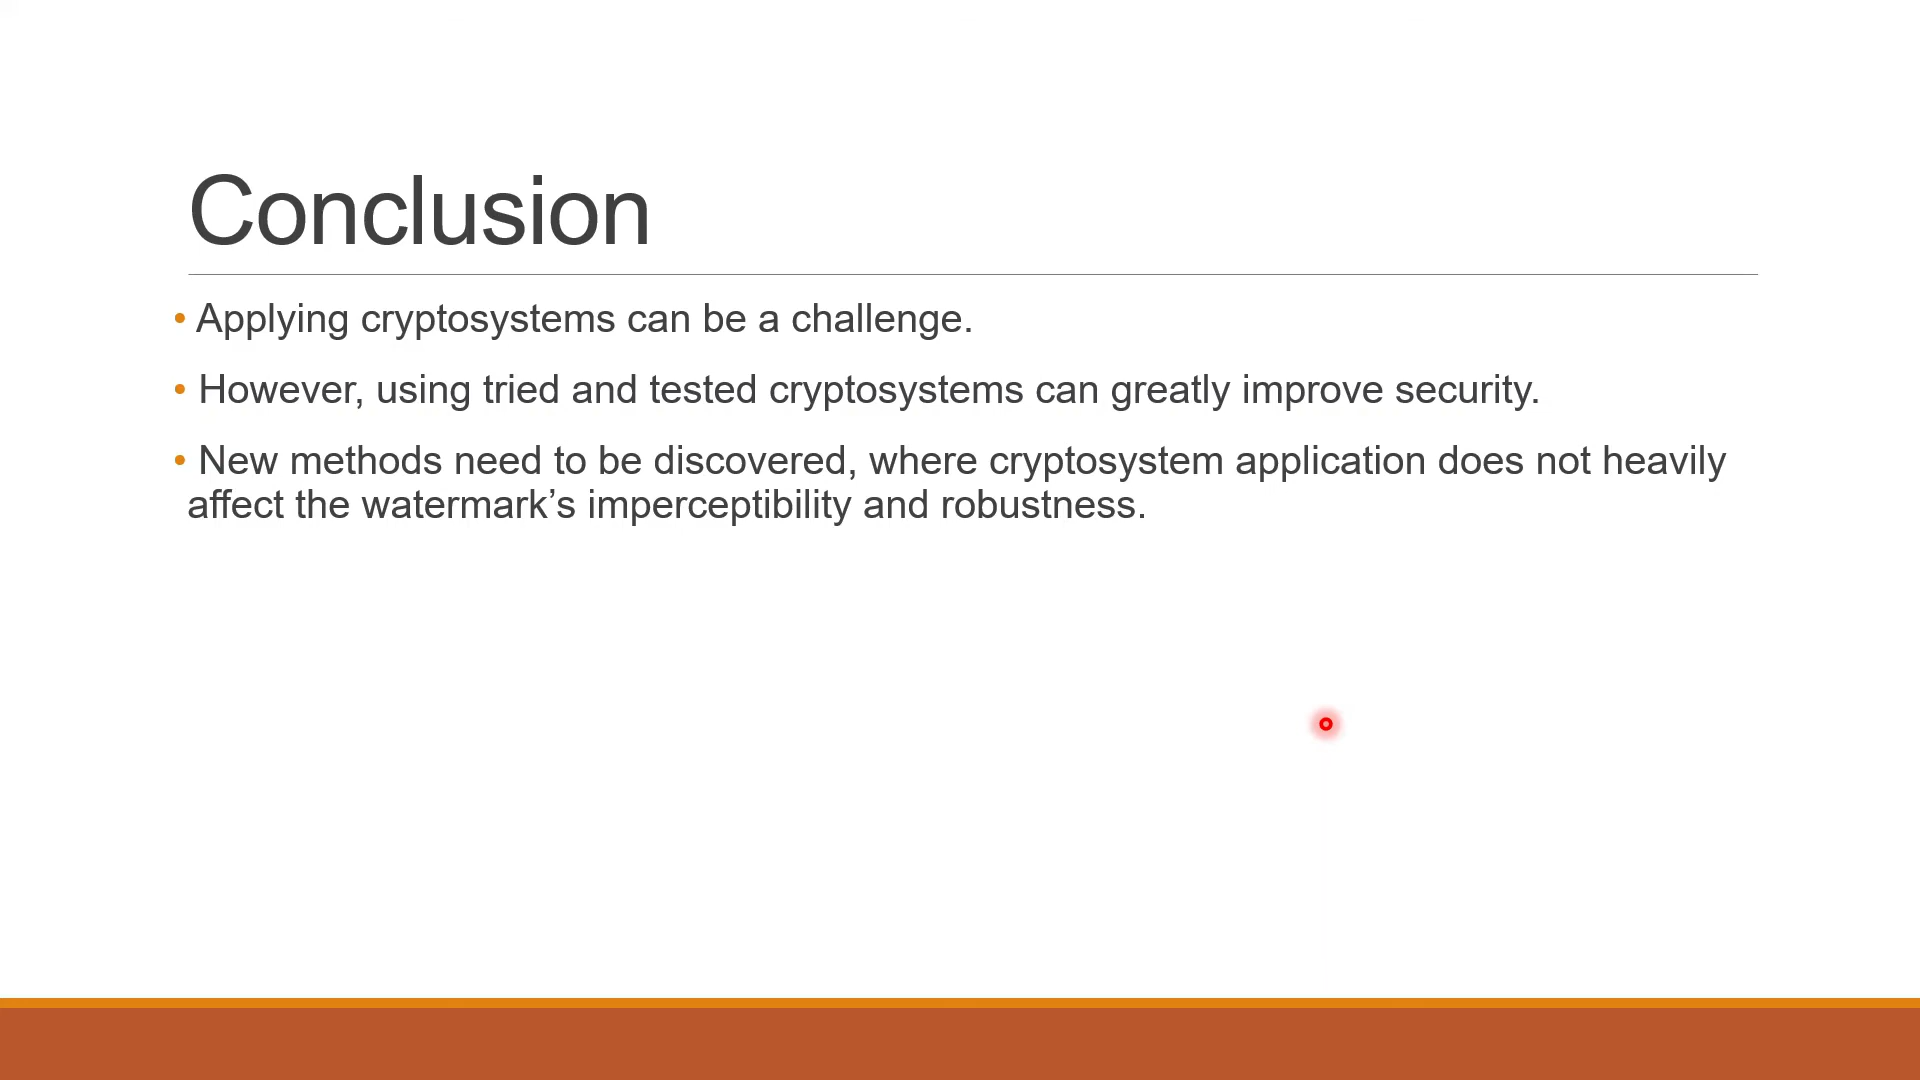 Conclusion
• Applying cryptosystems can be a challenge.
• However, using tried and tested cryptosystems can greatly improve security.
• New methods need to be discovered, where cryptosystem application does not heavily
affect the watermark’s imperceptibility and robustness.